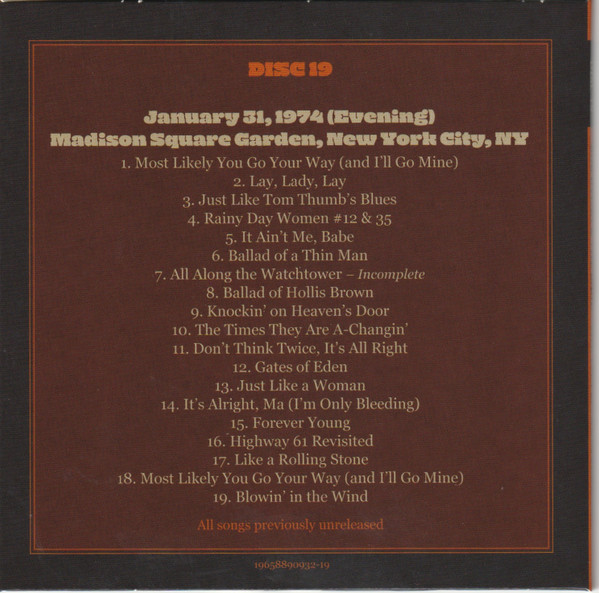 DISC 19
January 31, 1974 (Evening)
Madison Square Garden, New York City, NY
1. Most Likely You Go Your Way (and I'll Go Mine)
2. Lay, Lady, Lay
3. Just Like Tom Thumb's Blues
4. Rainy Day Women #12 & 35
5. It Ain't Me, Babe
6. Ballad of a Thin Man
7. All Along the Watchtower – Incomplete
8. Ballad of Hollis Brown
9. Knockin' on Heaven's Door
10. The Times They Are A-Changin'
11. Don't Think Twice, It's All Right
12. Gates of Eden
13. Just Like a Woman
14. It's Alright, Ma (I'm Only Bleeding)
15. Forever Young
16. Highway 61 Revisited
17. Like a Rolling Stone
18. Most Likely You Go Your Way (and I'll Go Mine)
19. Blowin' in the Wind
All songs previously unreleased
19658890932-19